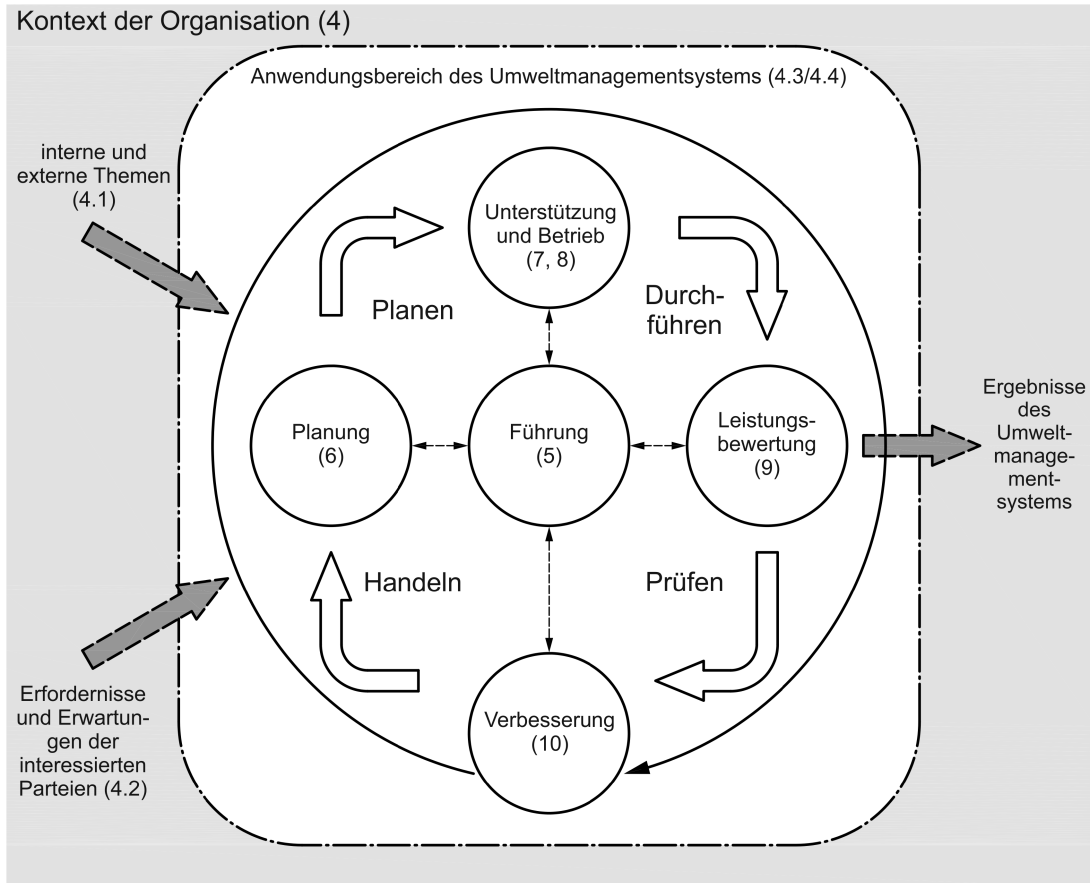 Kontext der Organisation (4)
Anwendungsbereich des Umweltmanagementsystems (4.3/4.4)
interne und
externe Themen
(4.1)
Unterstützung
und Betrieb
(7, 8)
Planen
Durch-
führen
Planung
(6)
Führung
(5)
Leistungs-
bewertung
(9)
Ergebnisse
des
Umwelt-
manage-
ment-
systems
Handeln
Prüfen
Erfordernisse
und Erwartun-
gen der
interessierten
Parteien (4.2)
Verbesserung
(10)